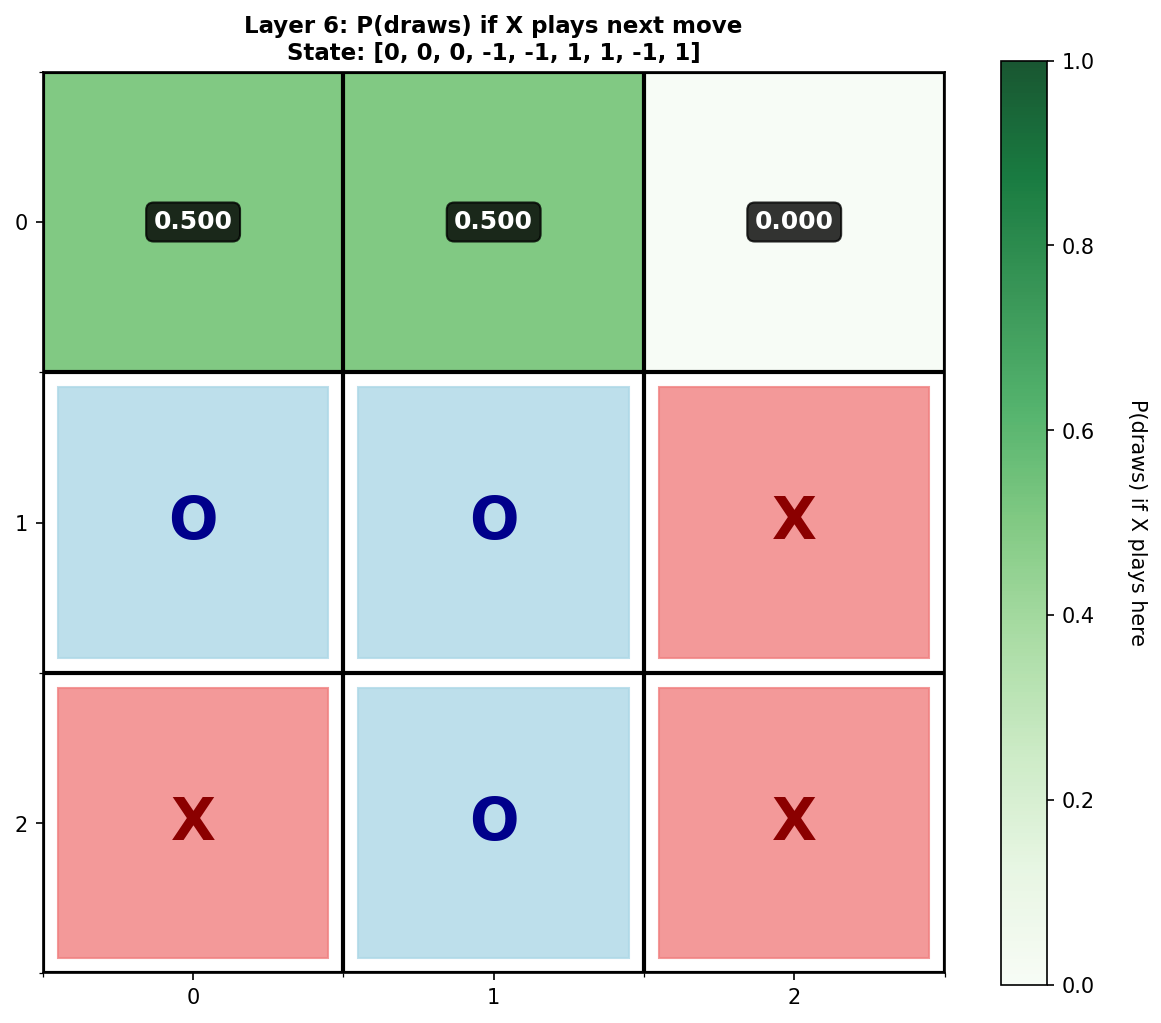 Layer 6: P(draws) if X plays next move
State: [0, 0, 0, -1, -1, 1, 1, -1, 1]
0 0.500 0.500 0.000
1 O O X
2 X O X
0 1 2
1.0
0.8
0.6
0.4
0.2
0.0
P(draws) if X plays here